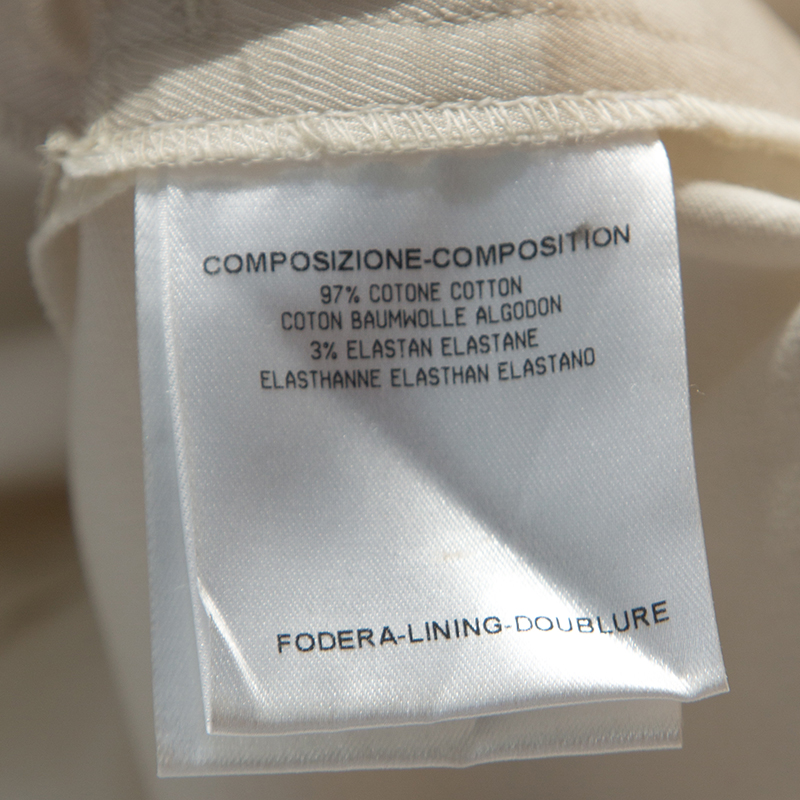 COMPOSIZIONE-COMPOSITION
97% COTONE COTTON
COTON BAUMWOLLE ALGODON
3% ELASTAN ELASTANE
ELASTHANNE ELASTHAN ELASTANO
FODERA-LINING-DOUBLURE